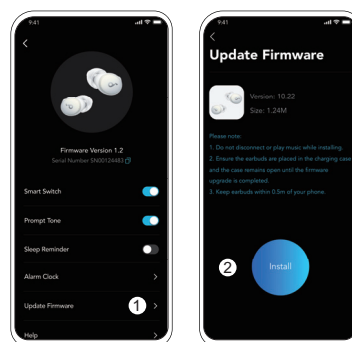 9:41
Firmware Version 1.2
Serial Number SN00124483
Smart Switch
Prompt Tone
Sleep Reminder
Alarm Clock
Update Firmware
1
Help
9:41
Update Firmware
Version: 10.22
Size: 1.24M
Please note:
1. Do not disconnect or play music while installing.
2. Ensure the earbuds are placed in the charging case
and the case remains open until the firmware
upgrade is completed.
3. Keep earbuds within 0.5m of your phone.
2
Install